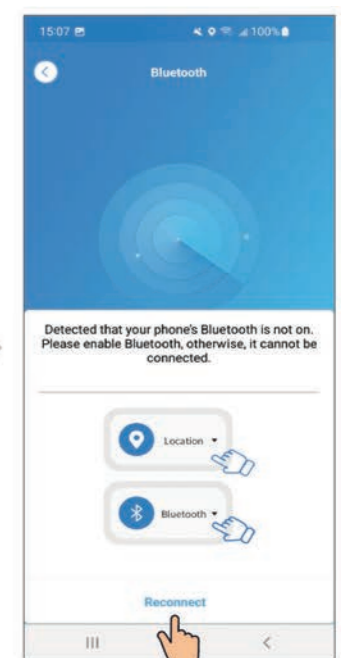 15:07 100%
Bluetooth
Detected that your phone's Bluetooth is not on.
Please enable Bluetooth, otherwise, it cannot be
connected.
Location
Bluetooth
Reconnect